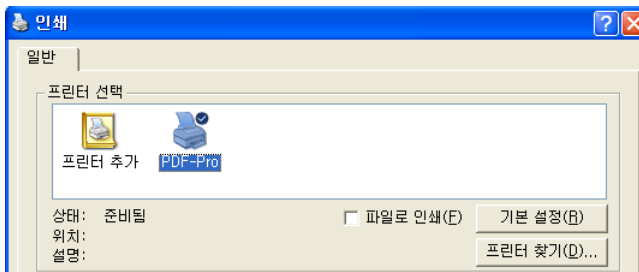 인쇄
일반
프린터 선택
프린터 추가 PDF-Pro
상태: 준비됨
파일로 인쇄(F) 기본 설정(R)
위치:
설명: 프린터 찾기(D)...